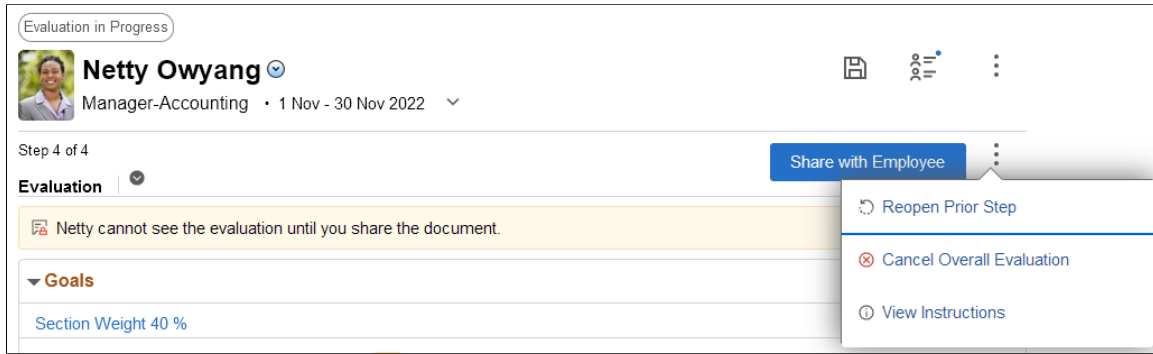 Evaluation in Progress
Netty Owyang
Manager-Accounting • 1 Nov - 30 Nov 2022
Step 4 of 4
Share with Employee
Evaluation
Reopen Prior Step
Netty cannot see the evaluation until you share the document.
Cancel Overall Evaluation
Goals
View Instructions
Section Weight 40 %